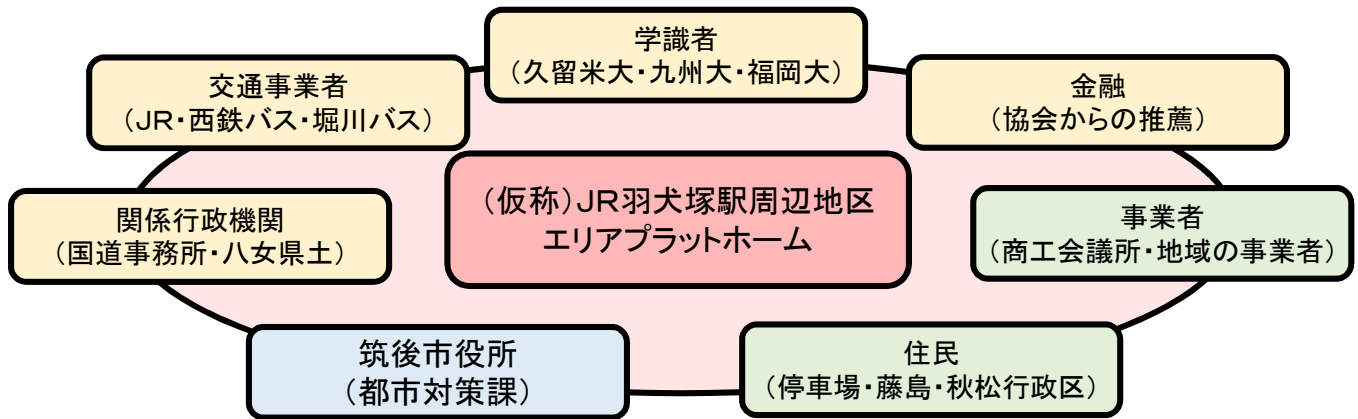 学識者
(久留米大・九州大・福岡大)
交通事業者
(JR・西鉄バス・堀川バス)
金融
(協会からの推薦)
(仮称)JR羽犬塚駅周辺地区
エリアプラットホーム
関係行政機関
(国道事務所・八女県土)
事業者
(商工会議所・地域の事業者)
筑後市役所
(都市対策課)
住民
(停車場・藤島・秋松行政区)